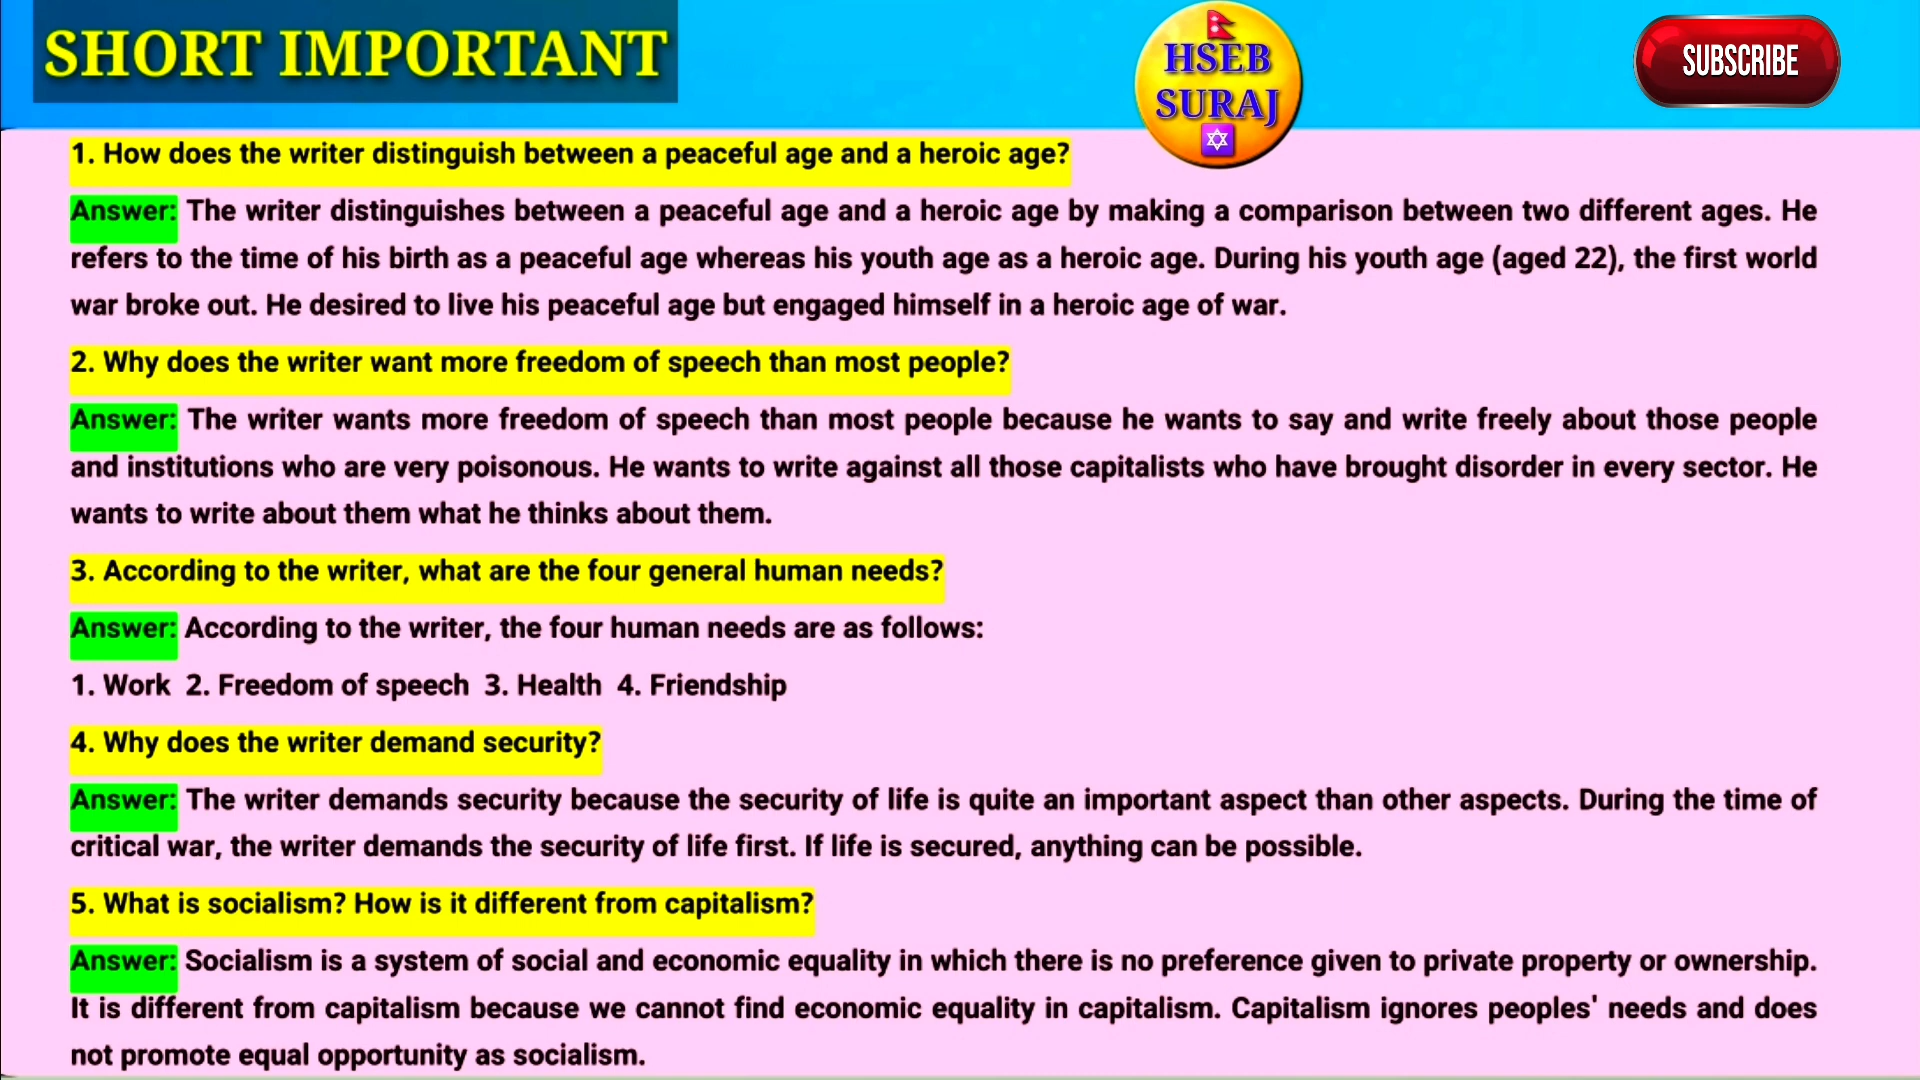 SHORT IMPORTANT
HSEB
SURAJ
SUBSCRIBE
1. How does the writer distinguish between a peaceful age and a heroic age?
Answer: The writer distinguishes between a peaceful age and a heroic age by making a comparison between two different ages. He
refers to the time of his birth as a peaceful age whereas his youth age as a heroic age. During his youth age (aged 22), the first world
war broke out. He desired to live his peaceful age but engaged himself in a heroic age of war.
2. Why does the writer want more freedom of speech than most people?
Answer: The writer wants more freedom of speech than most people because he wants to say and write freely about those people
and institutions who are very poisonous. He wants to write against all those capitalists who have brought disorder in every sector. He
wants to write about them what he thinks about them.
3. According to the writer, what are the four general human needs?
Answer: According to the writer, the four human needs are as follows:
1. Work 2. Freedom of speech 3. Health 4. Friendship
4. Why does the writer demand security?
Answer: The writer demands security because the security of life is quite an important aspect than other aspects. During the time of
critical war, the writer demands the security of life first. If life is secured, anything can be possible.
5. What is socialism? How is it different from capitalism?
Answer: Socialism is a system of social and economic equality in which there is no preference given to private property or ownership.
It is different from capitalism because we cannot find economic equality in capitalism. Capitalism ignores peoples' needs and does
not promote equal opportunity as socialism.